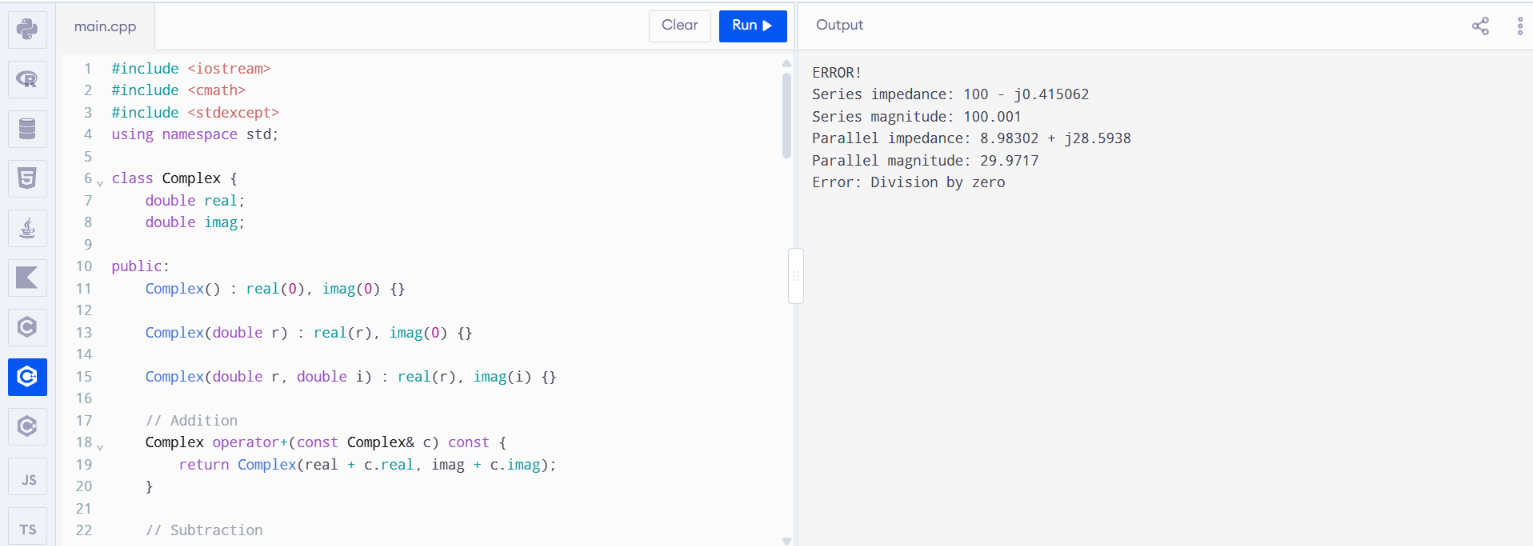 main.cpp
Clear
Run
Output
1 #include <iostream>
2 #include <cmath>
3 #include <stdexcept>
4 using namespace std;
5
6 class Complex {
7     double real;
8     double imag;
9
10 public:
11     Complex() : real(0), imag(0) {}
12
13     Complex(double r) : real(r), imag(0) {}
14
15     Complex(double r, double i) : real(r), imag(i) {}
16
17     // Addition
18     Complex operator+(const Complex& c) const {
19         return Complex(real + c.real, imag + c.imag);
20     }
21
22     // Subtraction
ERROR!
Series impedance: 100 - j0.415062
Series magnitude: 100.001
Parallel impedance: 8.98302 + j28.5938
Parallel magnitude: 29.9717
Error: Division by zero
JS
TS